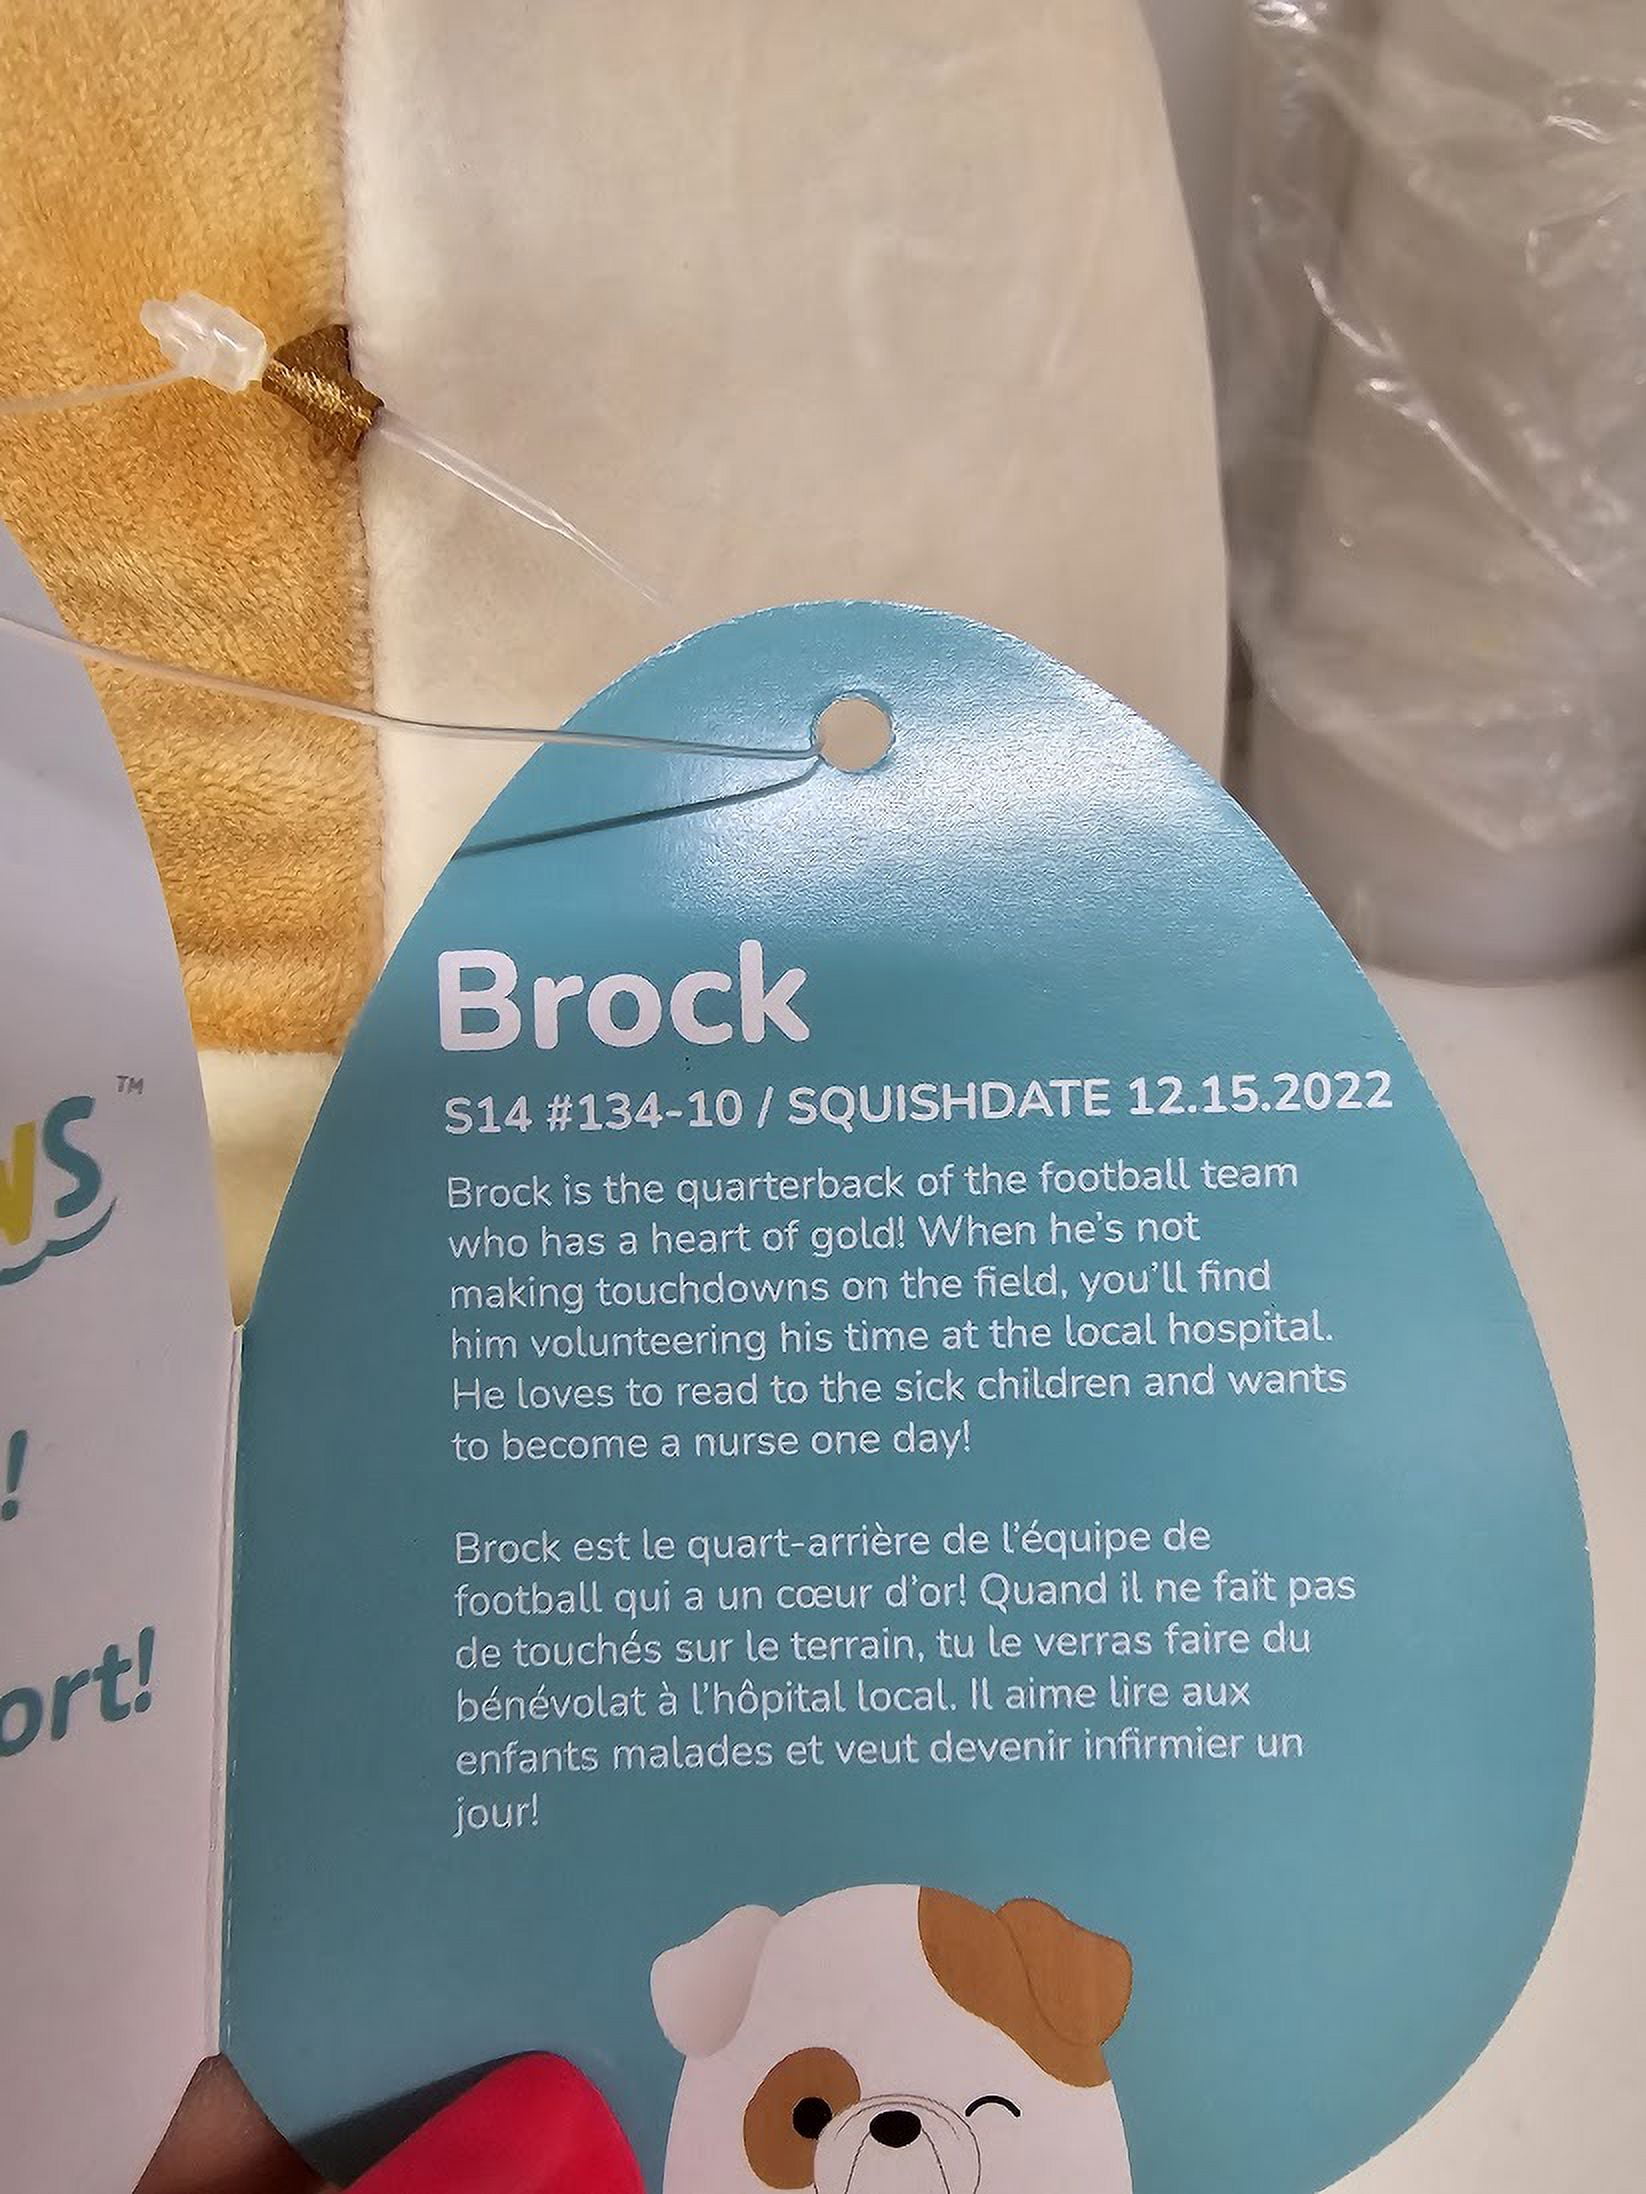 Brock
S14 #134-10 / SQUISHDATE 12.15.2022
Brock is the quarterback of the football team
who has a heart of gold! When he's not
making touchdowns on the field, you'll find
him volunteering his time at the local hospital.
He loves to read to the sick children and wants
to become a nurse one day!
Brock est le quart-arrière de l'équipe de
football qui a un cœur d'or! Quand il ne fait pas
de touchés sur le terrain, tu le verras faire du
bénévolat à l'hôpital local. Il aime lire aux
enfants malades et veut devenir infirmier un
jour!